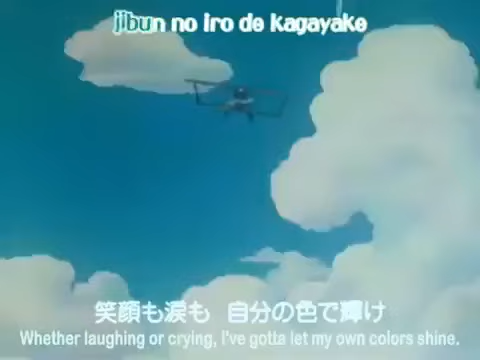 jibun no iro de kagayake
笑顔も涙も 自分の色で輝け
Whether laughing or crying, I've gotta let my own colors shine.